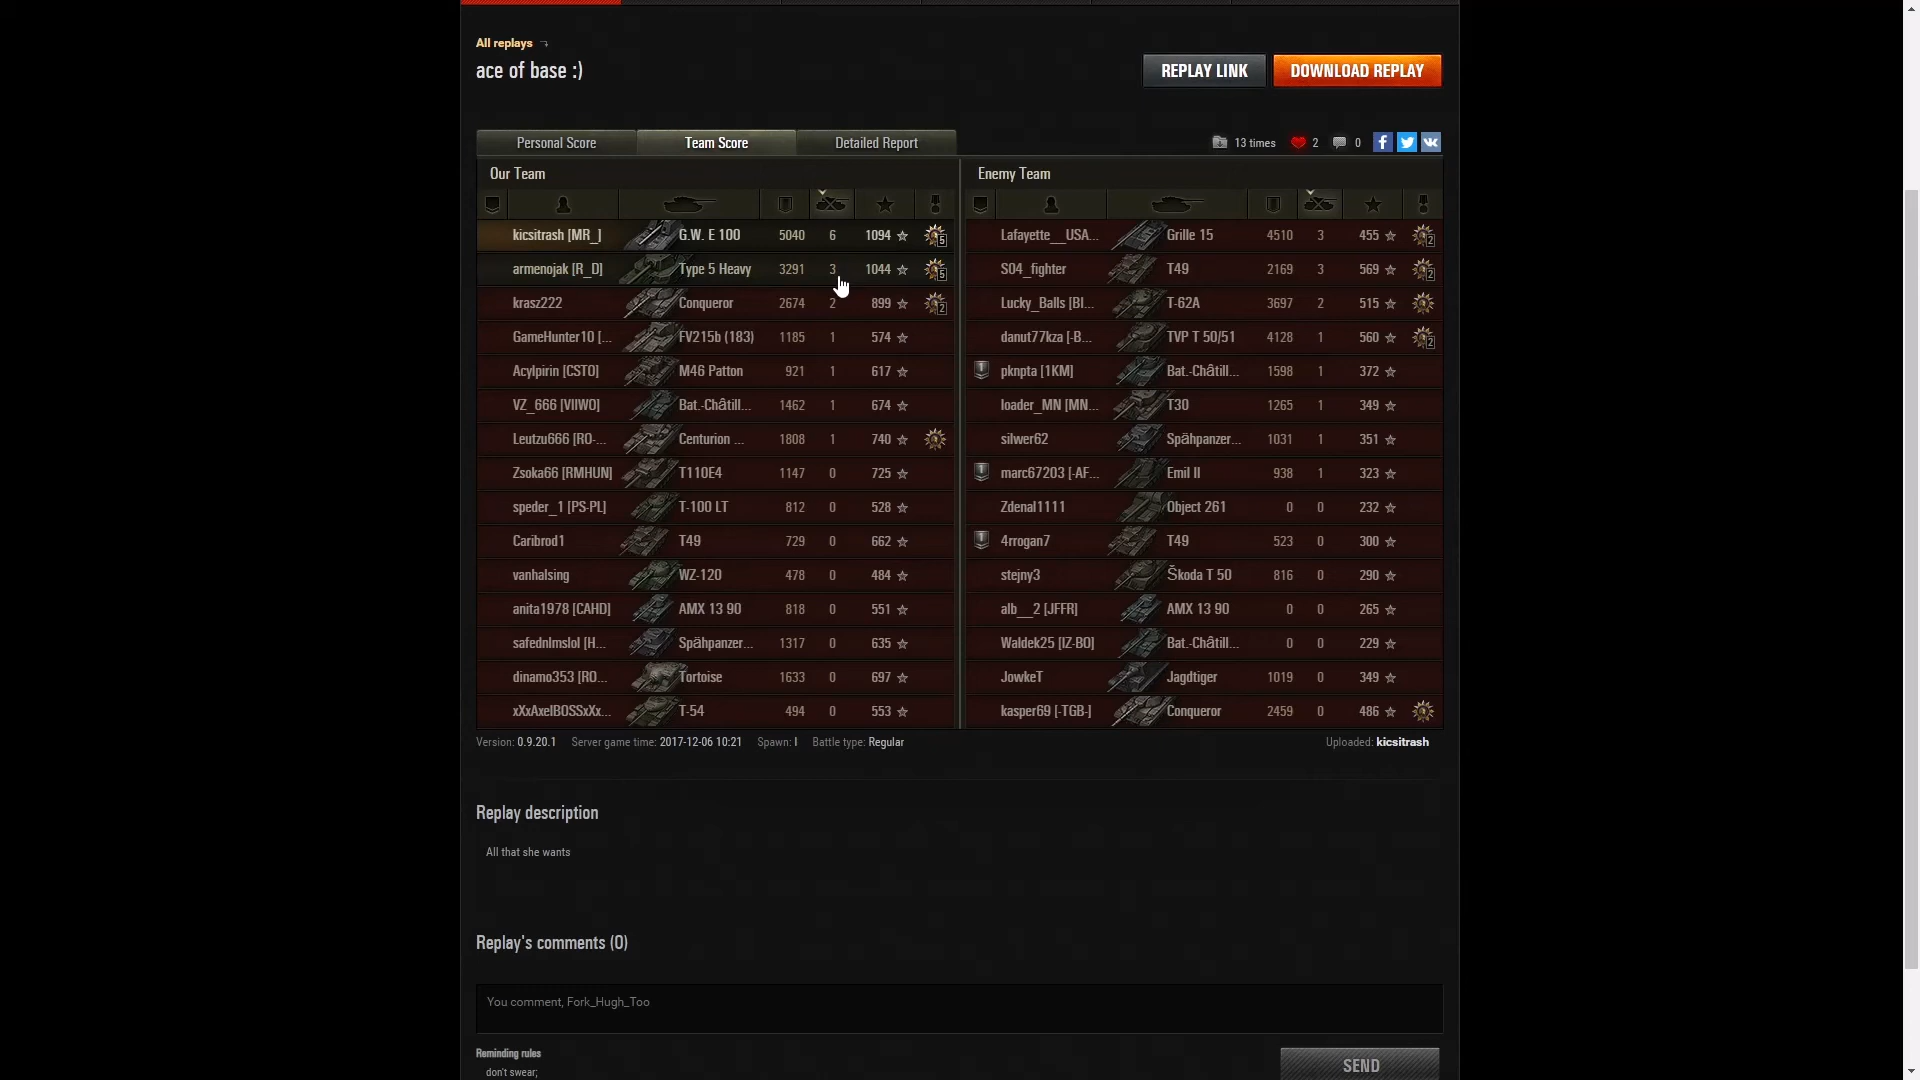 All replays
ace of base :)
REPLAY LINK
DOWNLOAD REPLAY
Personal Score
Team Score
Detailed Report
13 times
2
0
Our Team
Enemy Team
kicsitrash [MR_] G.W. E 100 5040 6 1094 5
Lafayette__USA... Grille 15 4510 3 455 2
armenojak [R_D] Type 5 Heavy 3291 3 1044 5
S04_fighter T49 2169 3 569 2
krasz222 Conqueror 2674 2 899 2
Lucky_Balls [BI... T-62A 3697 2 515
GameHunter10 [... FV215b (183) 1185 1 574
danut77kza [-B... TVP T 50/51 4128 1 560 2
Acylpirin [CSTO] M46 Patton 921 1 617
pknpta [1KM] Bat.-Châtill... 1598 1 372
VZ_666 [VIIWO] Bat.-Châtill... 1462 1 674
loader_MN [MN... T30 1265 1 349
Leutzu666 [RO-... Centurion ... 1808 1 740
silwer62 Spähpanzer... 1031 1 351
Zsoka66 [RMHUN] T110E4 1147 0 725
marc67203 [-AF... Emil II 938 1 323
speder_1 [PS-PL] T-100 LT 812 0 528
Zdenal1111 Object 261 0 0 232
Caribrod1 T49 729 0 662
4rrogan7 T49 523 0 300
vanhalsing WZ-120 478 0 484
stejny3 Škoda T 50 816 0 290
anita1978 [CAHD] AMX 13 90 818 0 551
alb__2 [JFFR] AMX 13 90 0 0 265
safednlmslol [H... Spähpanzer... 1317 0 635
Waldek25 [IZ-BO] Bat.-Châtill... 0 0 229
dinamo353 [RO... Tortoise 1633 0 697
JowkeT Jagdtiger 1019 0 349
xXxAxelBOSSxXx... T-54 494 0 553
kasper69 [-TGB-] Conqueror 2459 0 486
Version: 0.9.20.1 Server game time: 2017-12-06 10:21 Spawn: I Battle type: Regular
Uploaded: kicsitrash
Replay description
All that she wants
Replay's comments (0)
You comment, Fork_Hugh_Too
Reminding rules
don't swear;
SEND